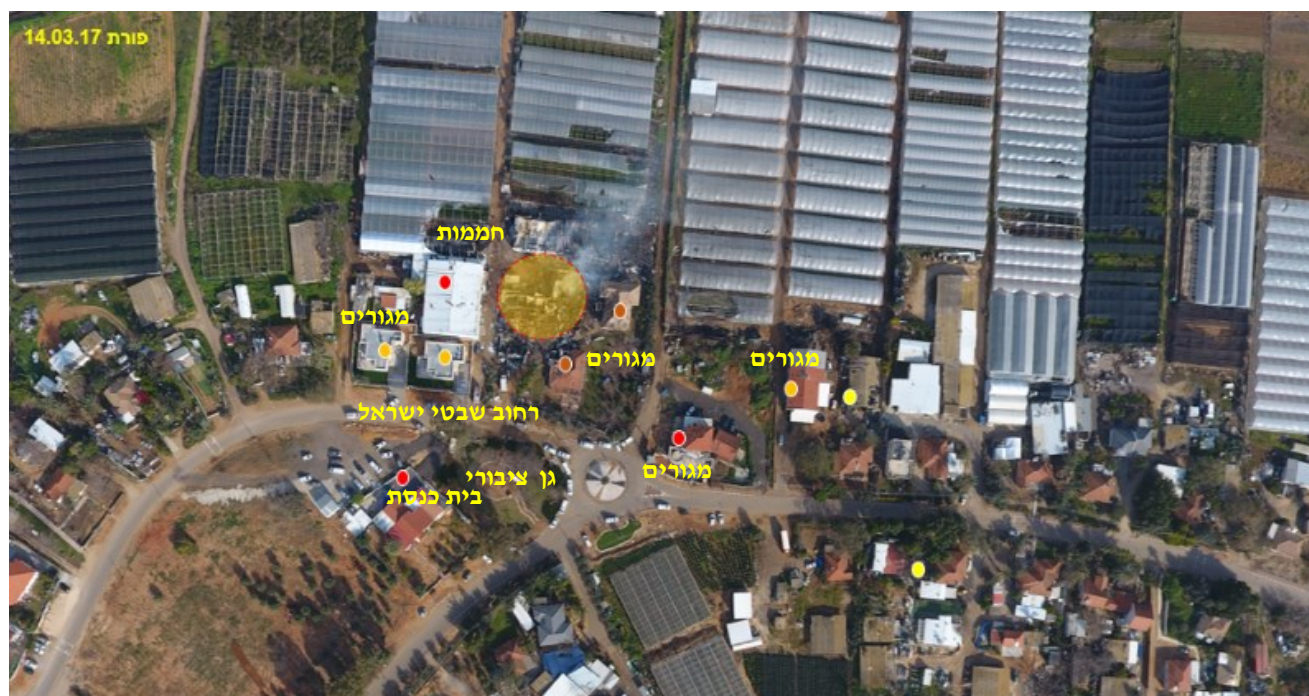 פורת 14.03.17
חממות
מגורים
מגורים
מגורים
רחוב שבטי ישראל
מגורים
גן ציבורי
בית כנסת